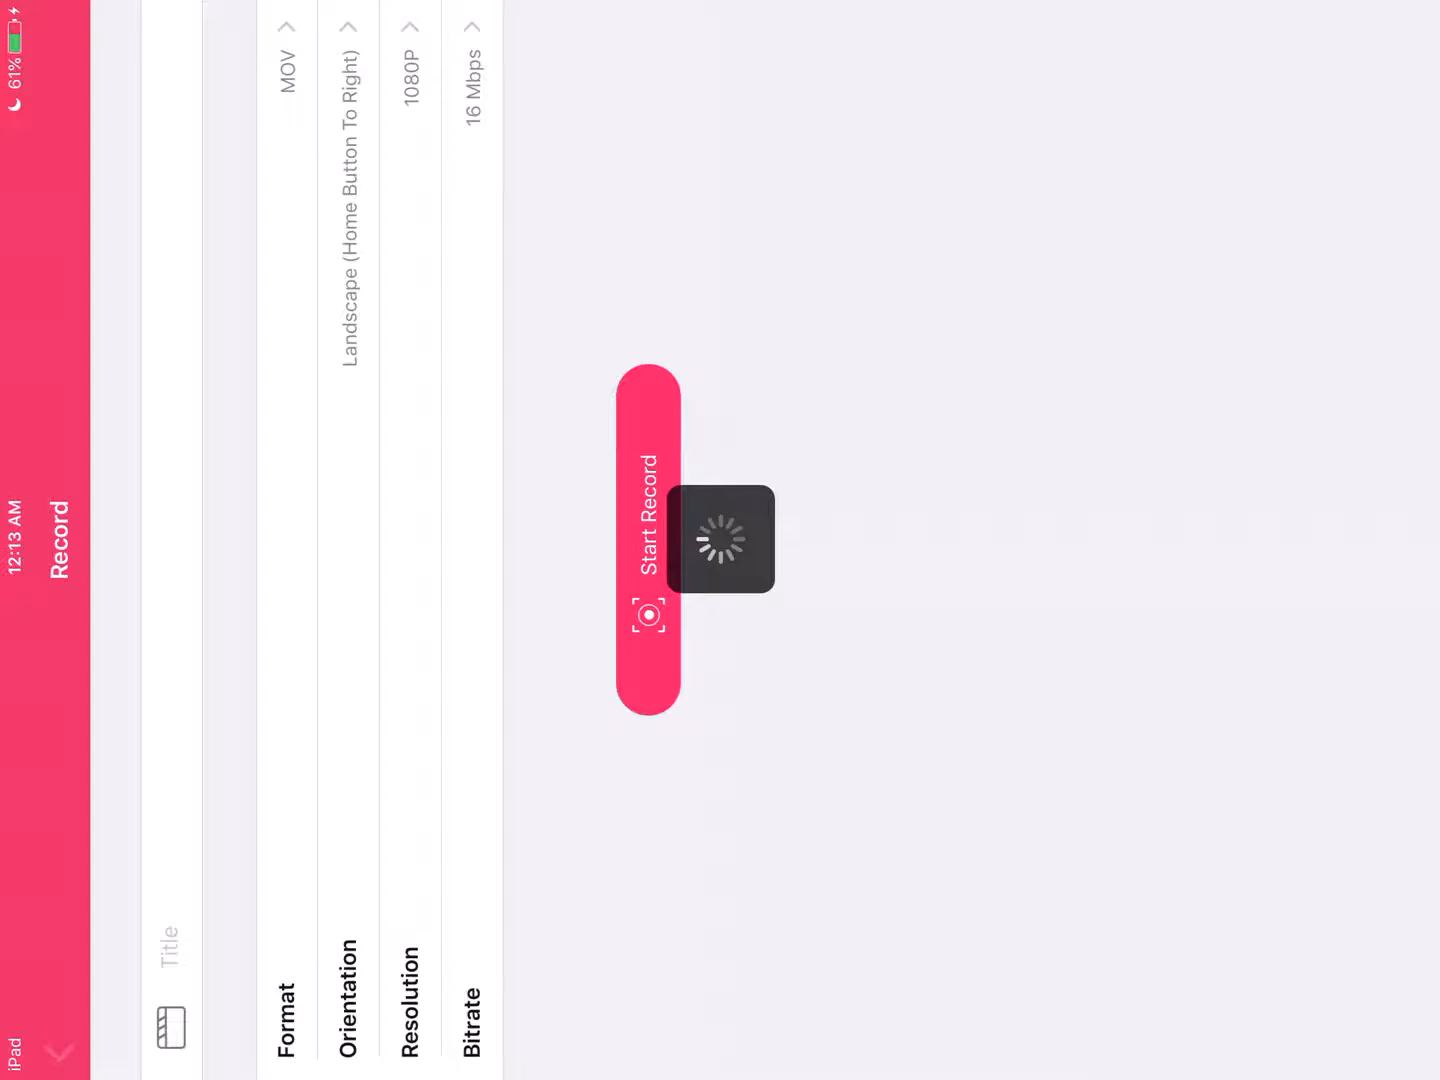 iPad 12:13 AM 61%
Record
Title
Format MOV
Orientation Landscape (Home Button To Right)
Resolution 1080P
Bitrate 16 Mbps
Start Record